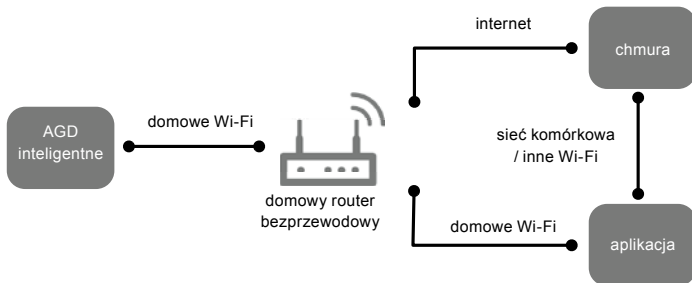 AGD
inteligentne
domowe Wi-Fi
domowy router
bezprzewodowy
internet
chmura
sieć komórkowa
/ inne Wi-Fi
domowe Wi-Fi
aplikacja